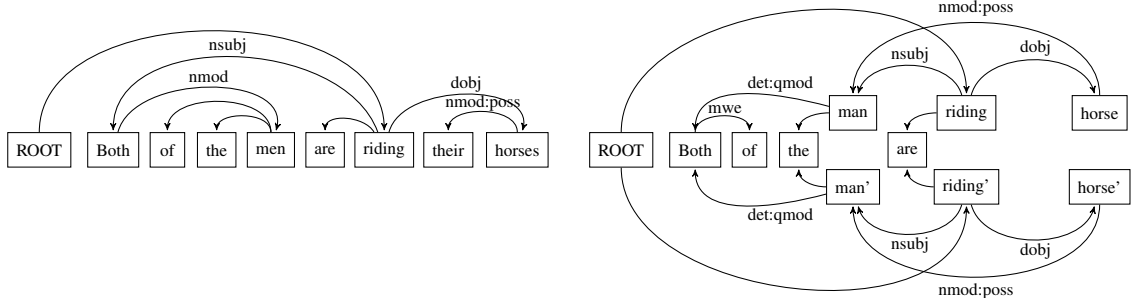 nsubj
nmod
dobj
nmod:poss
ROOT Both of the men are riding their horses
nmod:poss
nsubj dobj
det:qmod
man riding horse
mwe
ROOT Both of the are
man' riding' horse'
det:qmod
nsubj dobj
nmod:poss